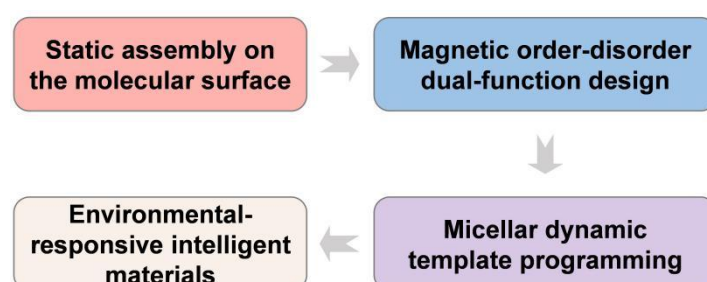 Static assembly on
the molecular surface
Magnetic order-disorder
dual-function design
Micellar dynamic
template programming
Environmental-
responsive intelligent
materials